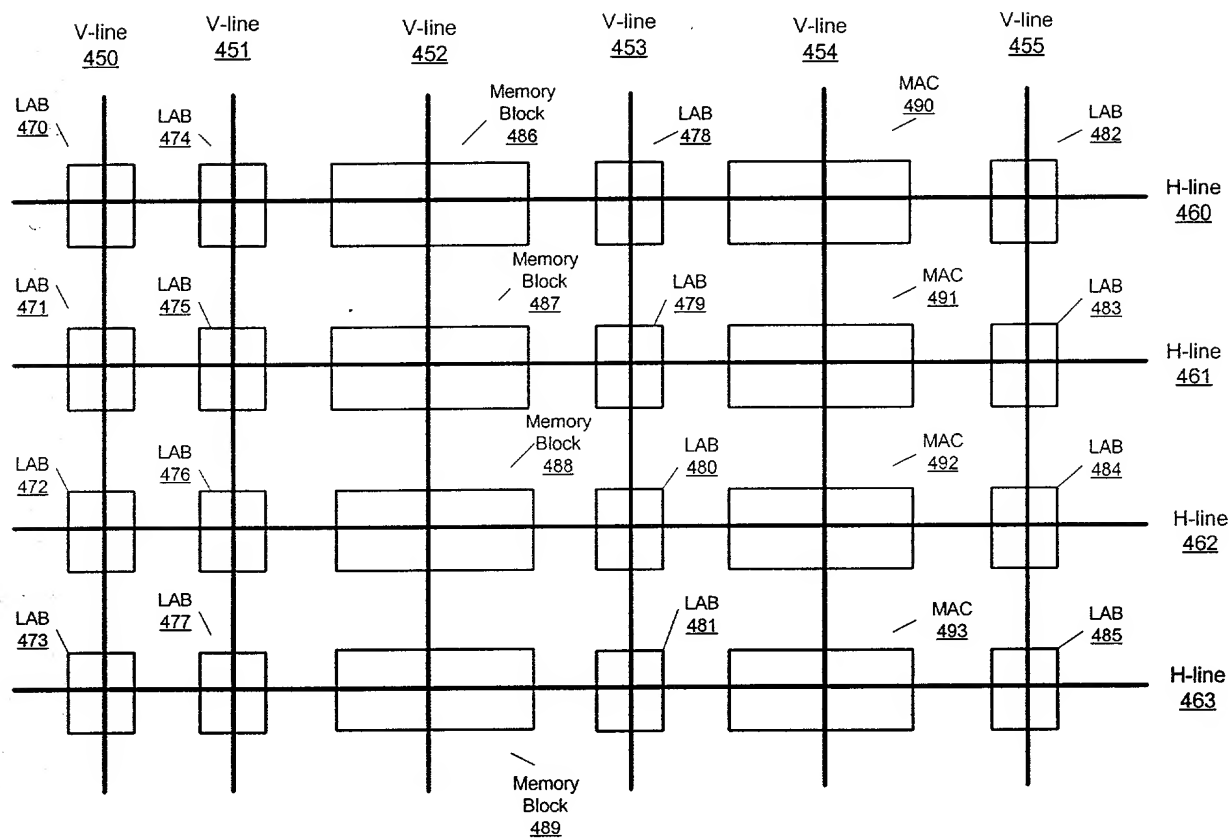 V-line
450
V-line
451
V-line
452
V-line
453
V-line
454
V-line
455
LAB
470
LAB
474
Memory
Block
486
LAB
478
MAC
490
LAB
482
H-line
460
LAB
471
LAB
475
Memory
Block
487
LAB
479
MAC
491
LAB
483
H-line
461
LAB
472
LAB
476
Memory
Block
488
LAB
480
MAC
492
LAB
484
H-line
462
LAB
473
LAB
477
LAB
481
MAC
493
LAB
485
H-line
463
Memory
Block
489